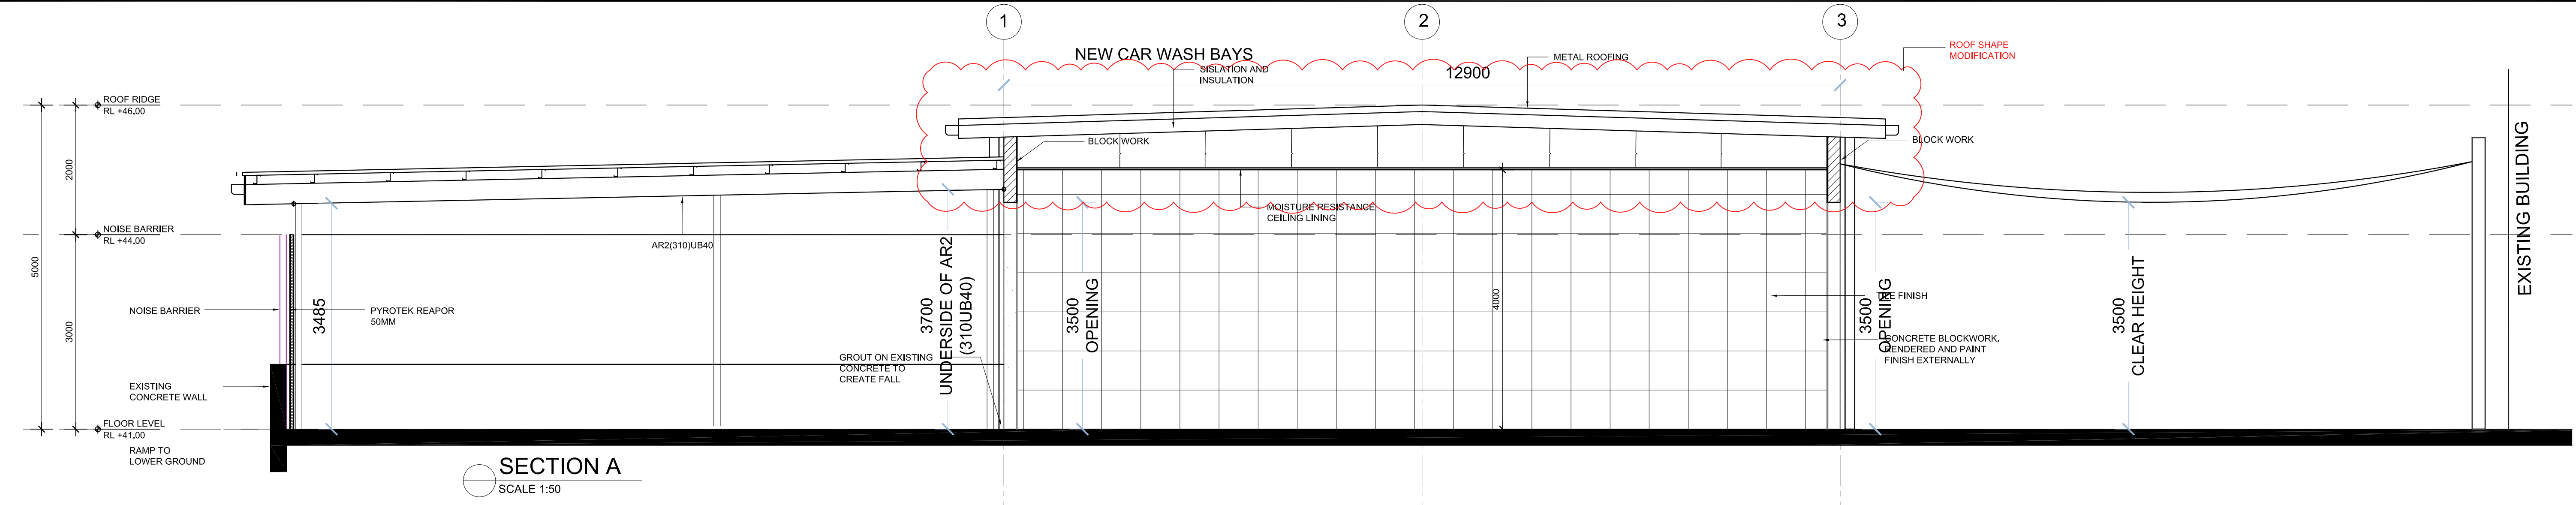 1
2
3
NEW CAR WASH BAYS
SISLATION AND
INSULATION
12900
METAL ROOFING
ROOF SHAPE
MODIFICATION
ROOF RIDGE
RL +46.00
BLOCK WORK
BLOCK WORK
2000
5000
3000
NOISE BARRIER
RL +44.00
AR2(310)UB40
MOISTURE RESISTANCE
CEILING LINING
NOISE BARRIER
PYROTEK REAPOR
50MM
3485
3700
UNDERSIDE OF AR2
(310UB40)
3500
OPENING
4000
TILE FINISH
3500
OPENING
CONCRETE BLOCKWORK.
RENDERED AND PAINT
FINISH EXTERNALLY
3500
CLEAR HEIGHT
EXISTING BUILDING
GROUT ON EXISTING
CONCRETE TO
CREATE FALL
EXISTING
CONCRETE WALL
FLOOR LEVEL
RL +41.00
RAMP TO
LOWER GROUND
SECTION A
SCALE 1:50